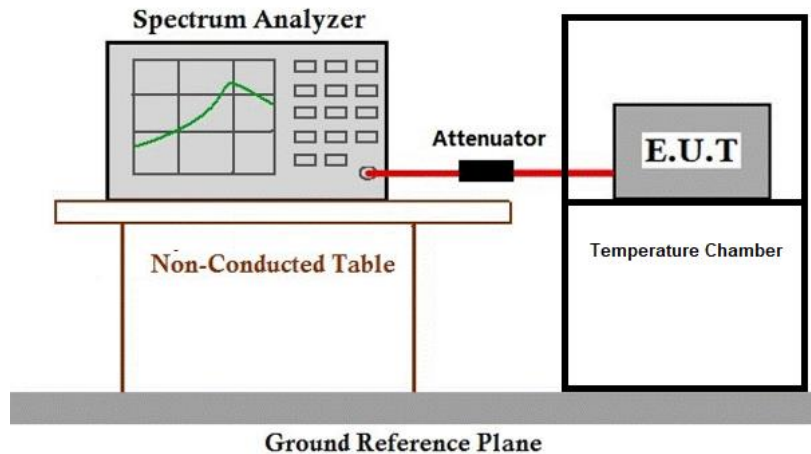 Spectrum Analyzer
Attenuator
E.U.T
Temperature Chamber
Non-Conducted Table
Ground Reference Plane